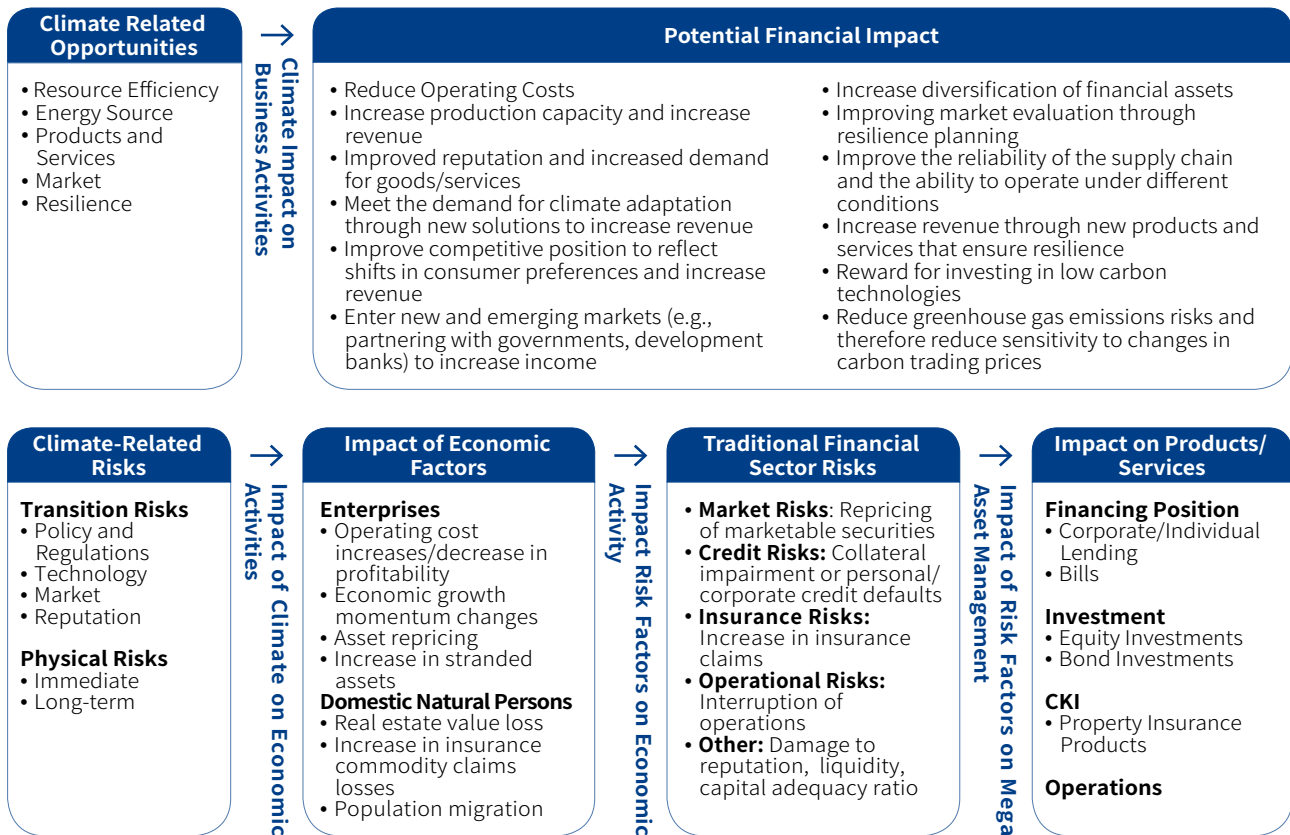 Climate Related
Opportunities
• Resource Efficiency
• Energy Source
• Products and
Services
• Market
• Resilience
Climate Impact on
Business Activities
Potential Financial Impact
• Reduce Operating Costs
• Increase production capacity and increase
revenue
• Improved reputation and increased demand
for goods/services
• Meet the demand for climate adaptation
through new solutions to increase revenue
• Improve competitive position to reflect
shifts in consumer preferences and increase
revenue
• Enter new and emerging markets (e.g.,
partnering with governments, development
banks) to increase income
• Increase diversification of financial assets
• Improving market evaluation through
resilience planning
• Improve the reliability of the supply chain
and the ability to operate under different
conditions
• Increase revenue through new products and
services that ensure resilience
• Reward for investing in low carbon
technologies
• Reduce greenhouse gas emissions risks and
therefore reduce sensitivity to changes in
carbon trading prices
Climate-Related
Risks
Transition Risks
• Policy and
Regulations
• Technology
• Market
• Reputation
Physical Risks
• Immediate
• Long-term
Impact of Climate on Economic
Activities
Impact of Economic
Factors
Enterprises
• Operating cost
increases/decrease in
profitability
• Economic growth
momentum changes
• Asset repricing
• Increase in stranded
assets
Domestic Natural Persons
• Real estate value loss
• Increase in insurance
commodity claims
losses
• Population migration
Impact Risk Factors on Economic
Activity
Traditional Financial
Sector Risks
• Market Risks: Repricing
of marketable securities
• Credit Risks: Collateral
impairment or personal/
corporate credit defaults
• Insurance Risks:
Increase in insurance
claims
• Operational Risks:
Interruption of
operations
• Other: Damage to
reputation, liquidity,
capital adequacy ratio
Impact of Risk Factors on Mega
Asset Management
Impact on Products/
Services
Financing Position
• Corporate/Individual
Lending
• Bills
Investment
• Equity Investments
• Bond Investments
CKI
• Property Insurance
Products
Operations